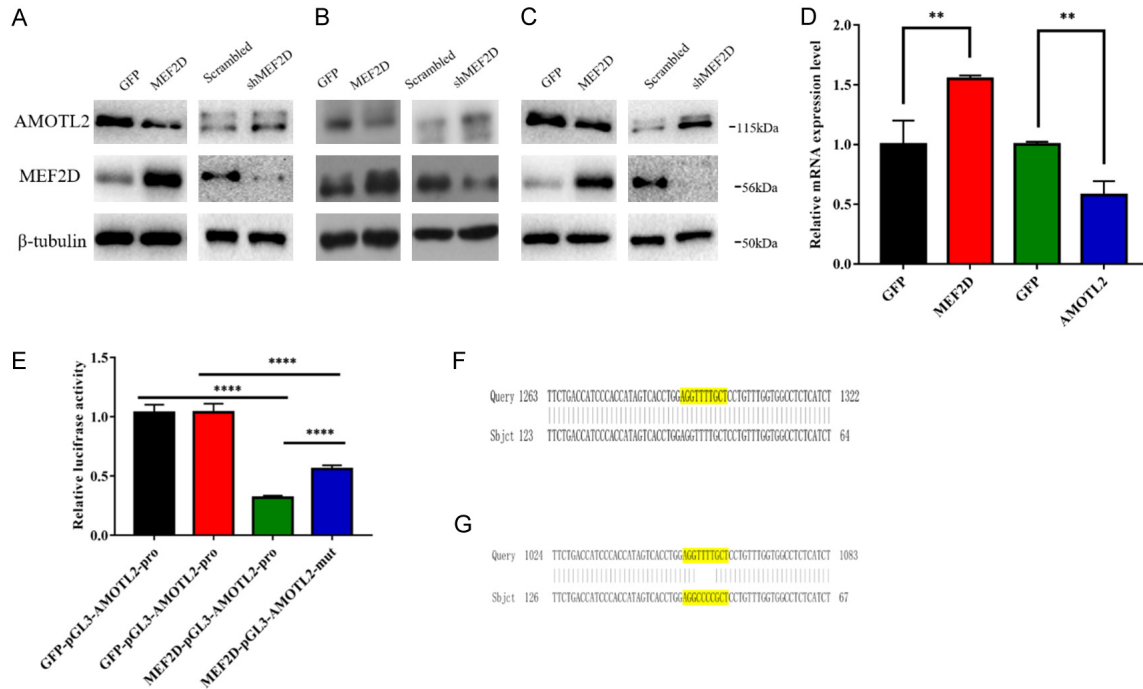 A
B
C
D
GFP
MEF2D
Scrambled
shMEF2D
GFP
MEF2D
Scrambled
shMEF2D
GFP
MEF2D
Scrambled
shMEF2D
AMOTL2
-115kDa
MEF2D
-56kDa
β-tubulin
-50kDa
Relative mRNA expression level
2.0
1.5
1.0
0.5
0.0
**
**
GFP
MEF2D
GFP
AMOTL2
E
Relative lucifrase activity
1.5
1.0
0.5
0.0
****
****
****
GFP-pGL3-AMOTL2-pro
GFP-pGL3-AMOTL2-pro
MEF2D-pGL3-AMOTL2-pro
MEF2D-pGL3-AMOTL2-mut
F
Query 1263 TTCTGACCATCCCACCATAGTCACCTGGAGGTTTTGCTCCTGTTTGGTGGCCTCTCATCT 1322
Sbjct 123 TTCTGACCATCCCACCATAGTCACCTGGAGGTTTTGCTCCTGTTTGGTGGCCTCTCATCT 64
G
Query 1024 TTCTGACCATCCCACCATAGTCACCTGGAGGTTTTGCTCCTGTTTGGTGGCCTCTCATCT 1083
Sbjct 126 TTCTGACCATCCCACCATAGTCACCTGGAGGCCCCGCTCCTGTTTGGTGGCCTCTCATCT 67